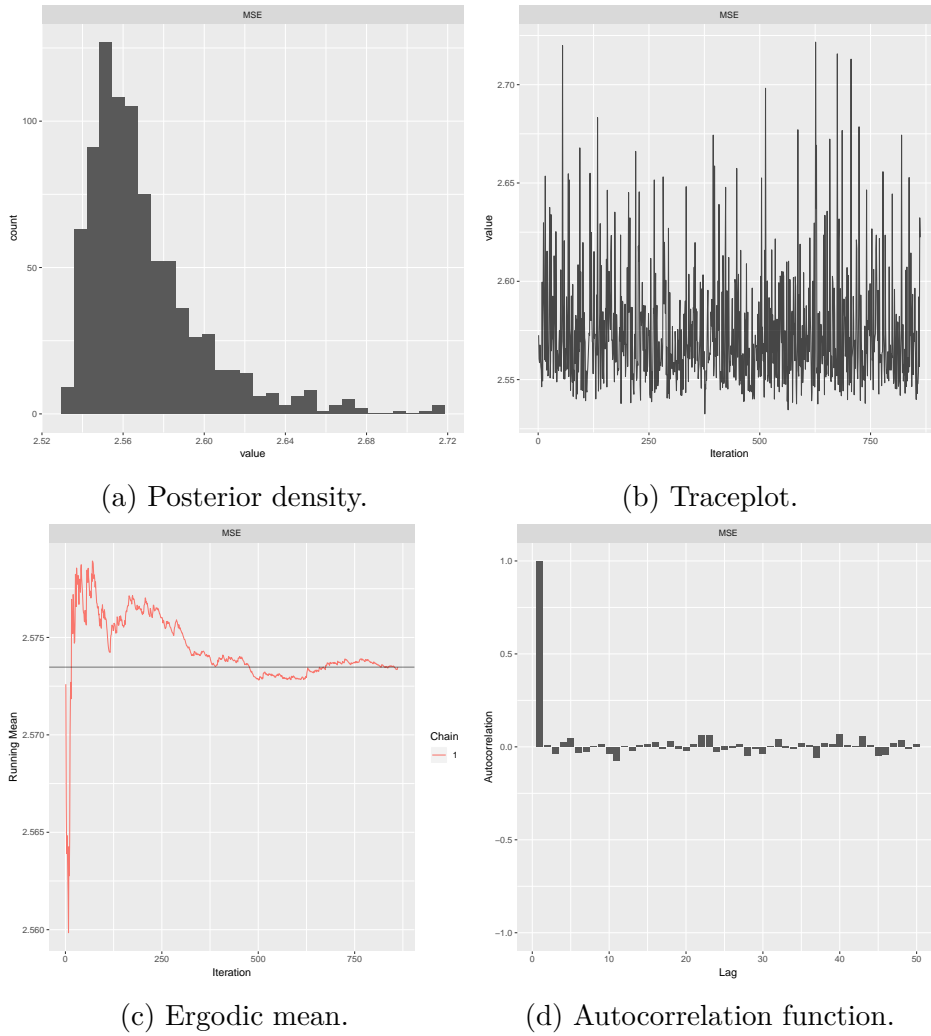 MSE
count
100
50
0
2.52
2.56
2.60
2.64
2.68
2.72
value
(a) Posterior density.
MSE
value
2.70
2.65
2.60
2.55
0
250
500
750
Iteration
(b) Traceplot.
MSE
Running Mean
2.575
2.570
2.565
2.560
0
250
500
750
Iteration
Chain
1
(c) Ergodic mean.
MSE
Autocorrelation
1.0
0.5
0.0
−0.5
−1.0
0
10
20
30
40
50
Lag
(d) Autocorrelation function.